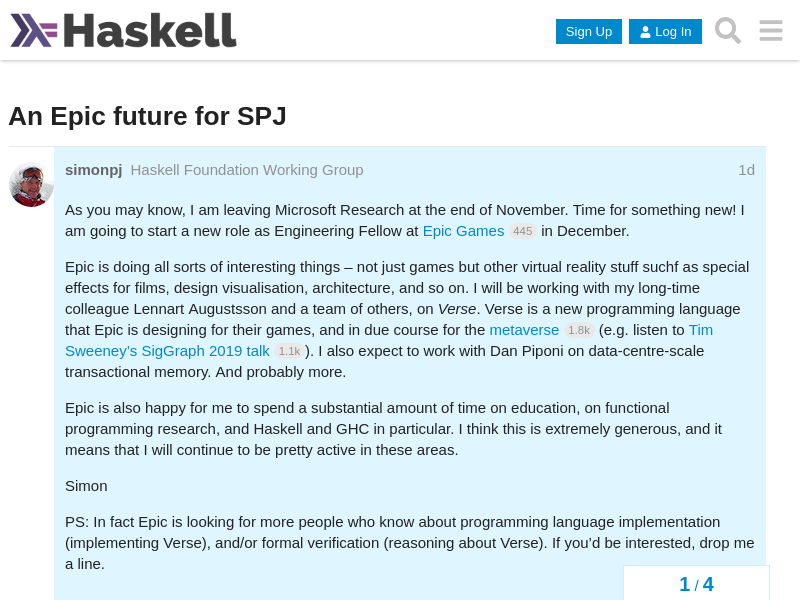 Haskell
Sign Up
Log In
An Epic future for SPJ
simonpj Haskell Foundation Working Group 1d
As you may know, I am leaving Microsoft Research at the end of November. Time for something new! I
am going to start a new role as Engineering Fellow at Epic Games 445 in December.
Epic is doing all sorts of interesting things – not just games but other virtual reality stuff suchf as special
effects for films, design visualisation, architecture, and so on. I will be working with my long-time
colleague Lennart Augustsson and a team of others, on Verse. Verse is a new programming language
that Epic is designing for their games, and in due course for the metaverse 1.8k (e.g. listen to Tim
Sweeney’s SigGraph 2019 talk 1.1k ). I also expect to work with Dan Piponi on data-centre-scale
transactional memory. And probably more.
Epic is also happy for me to spend a substantial amount of time on education, on functional
programming research, and Haskell and GHC in particular. I think this is extremely generous, and it
means that I will continue to be pretty active in these areas.
Simon
PS: In fact Epic is looking for more people who know about programming language implementation
(implementing Verse), and/or formal verification (reasoning about Verse). If you’d be interested, drop me
a line.
1 / 4